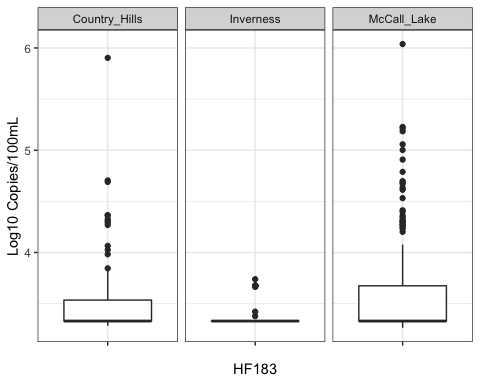 Country_Hills Inverness McCall_Lake
6
5
4
Log10 Copies/100mL
HF183